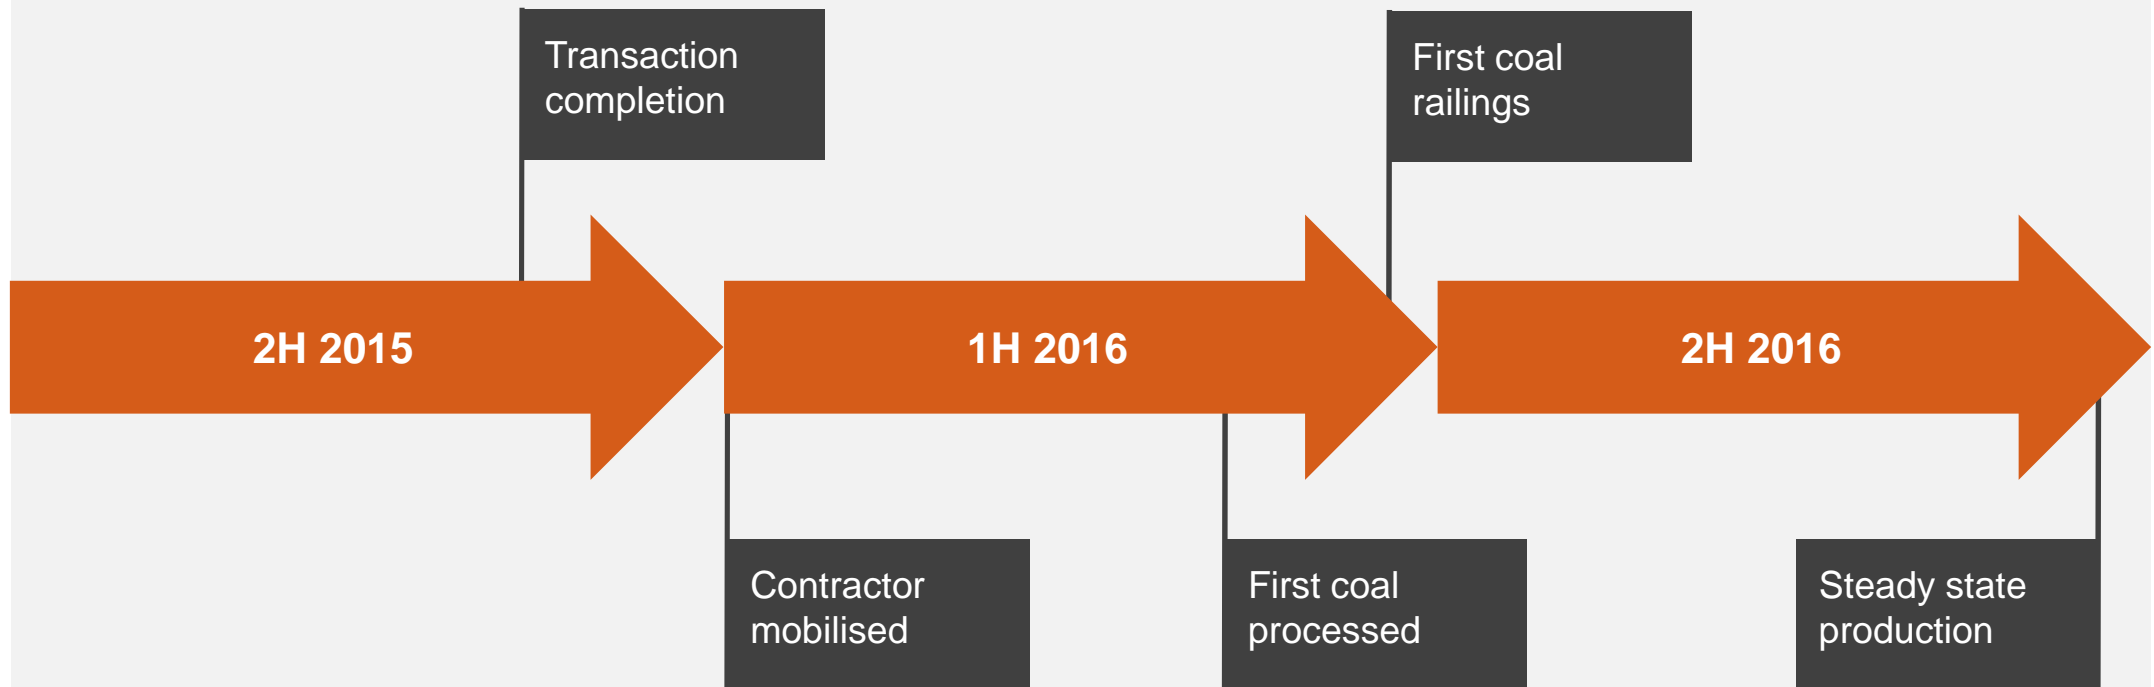 Transaction
completion
First coal
railings
2H 2015
1H 2016
2H 2016
Contractor
mobilised
First coal
processed
Steady state
production